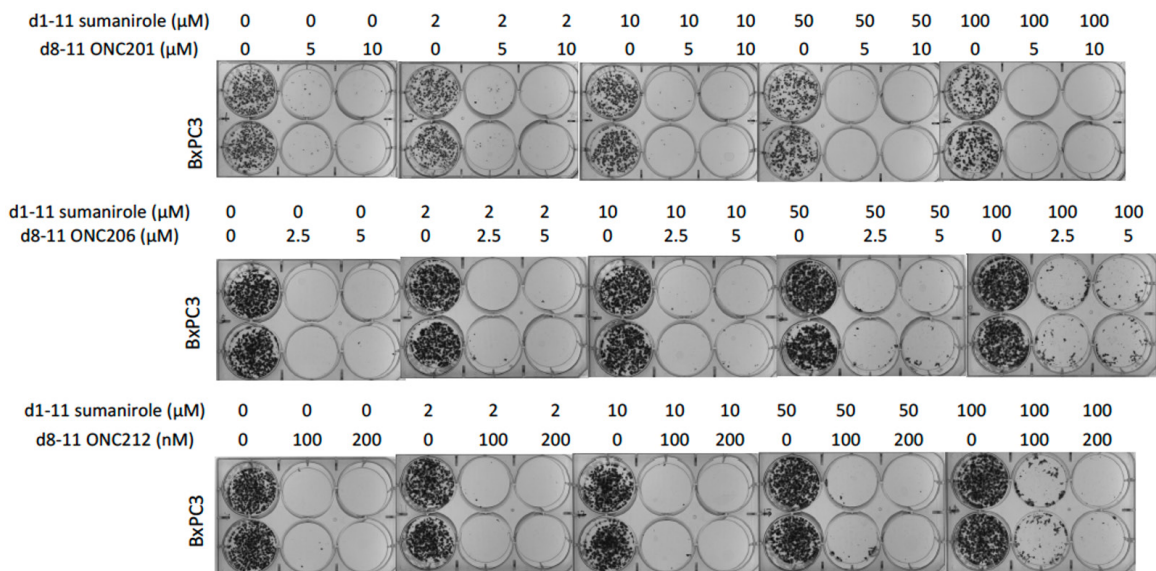 d1-11 sumanirole (μM) 0 0 0 2 2 2 10 10 10 50 50 50 100 100 100
d8-11 ONC201 (μM) 0 5 10 0 5 10 0 5 10 0 5 10 0 5 10
BxPC3
d1-11 sumanirole (μM) 0 0 0 2 2 2 10 10 10 50 50 50 100 100 100
d8-11 ONC206 (μM) 0 2.5 5 0 2.5 5 0 2.5 5 0 2.5 5 0 2.5 5
BxPC3
d1-11 sumanirole (μM) 0 0 0 2 2 2 10 10 10 50 50 50 100 100 100
d8-11 ONC212 (nM) 0 100 200 0 100 200 0 100 200 0 100 200 0 100 200
BxPC3